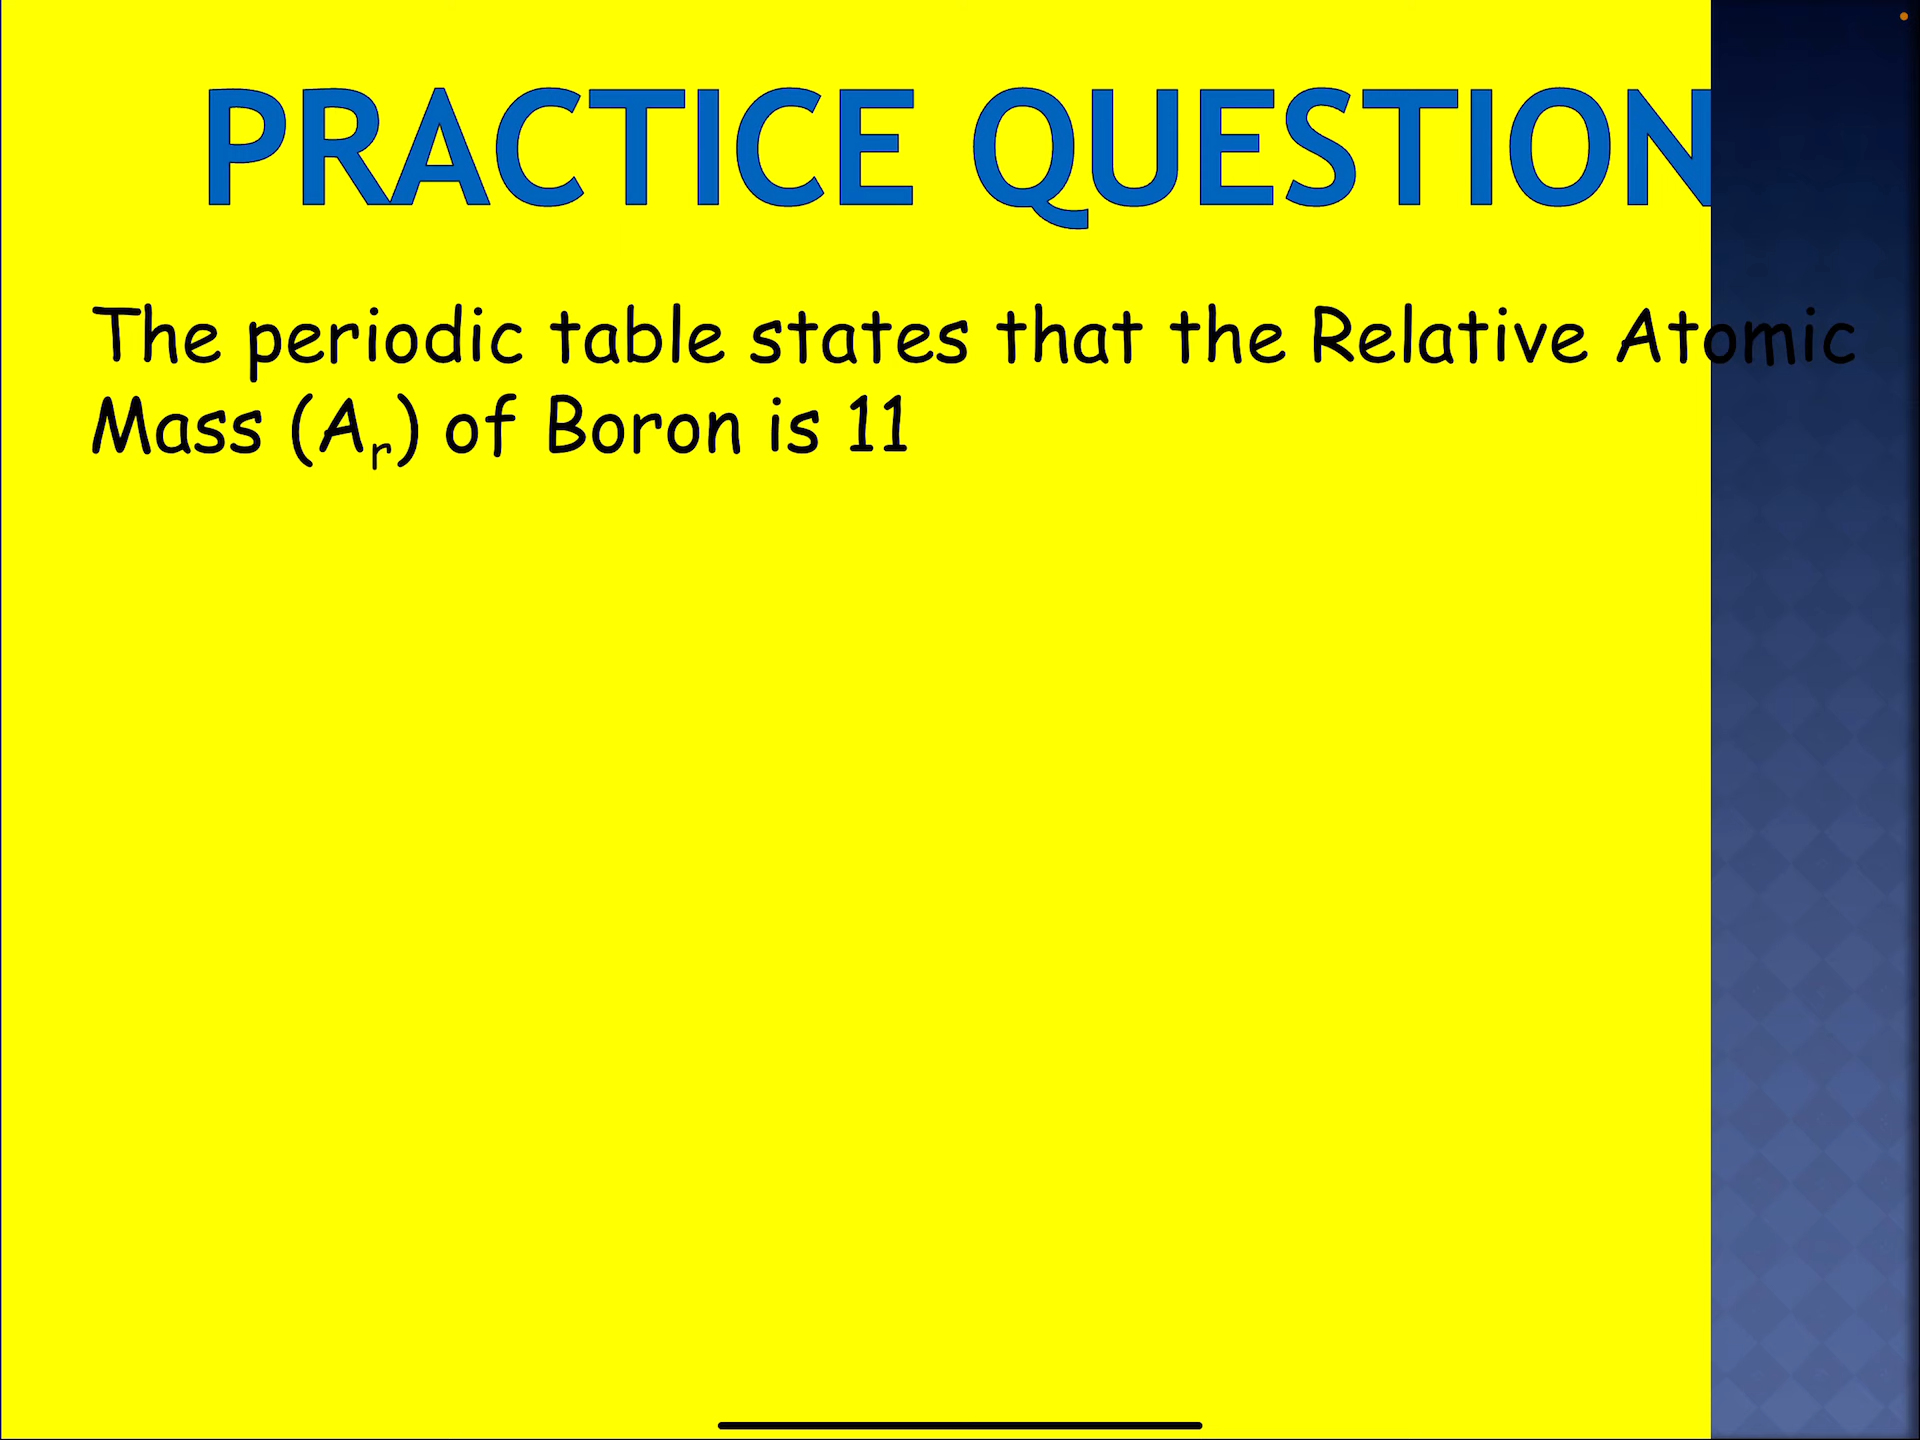 PRACTICE QUESTION
The periodic table states that the Relative Atomic
Mass (Aᵣ) of Boron is 11